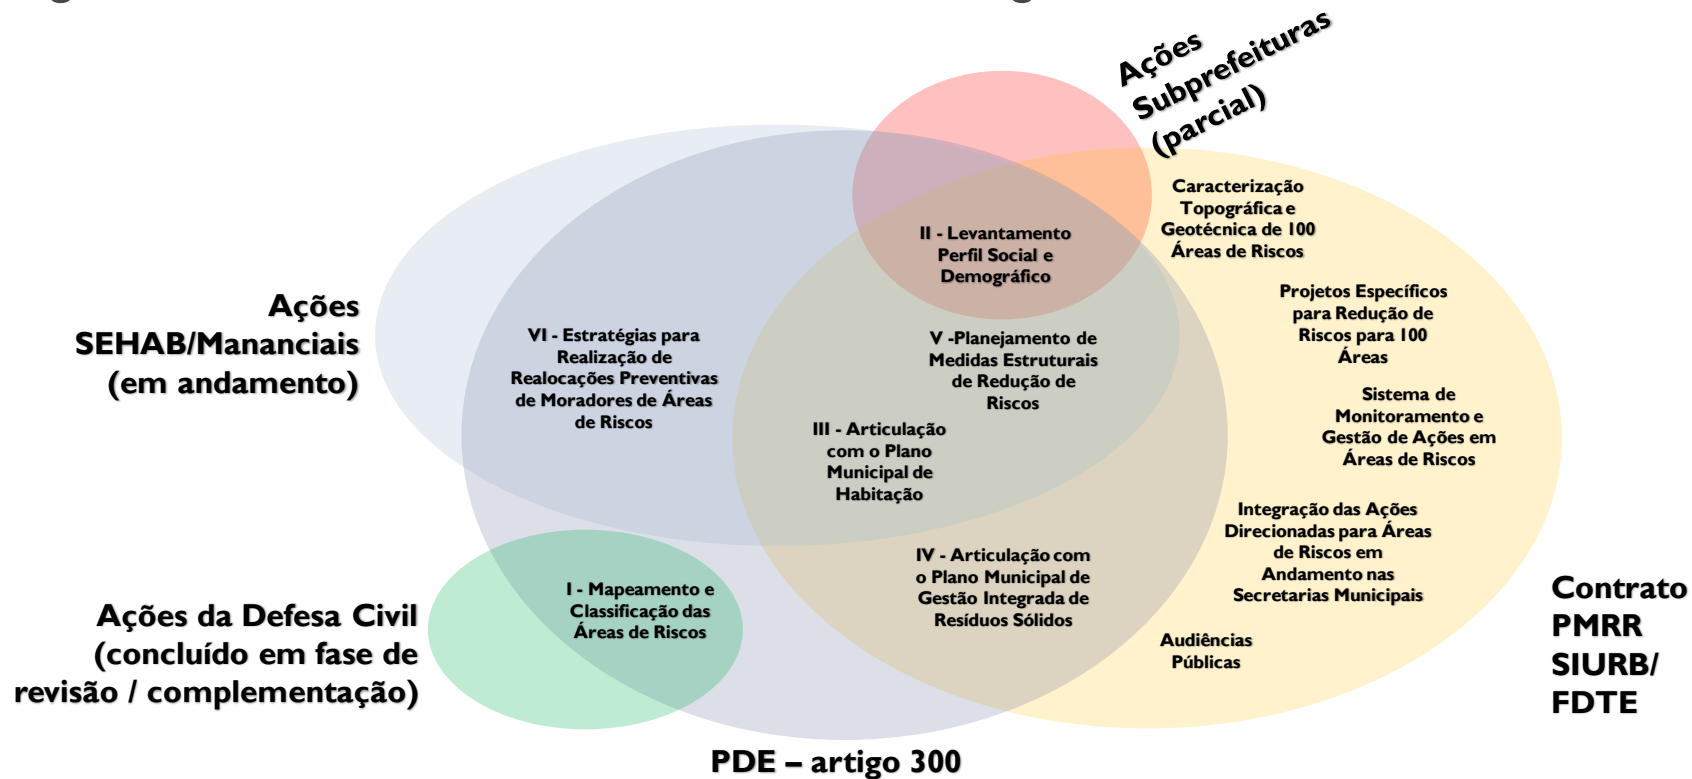 Ações
Subprefeituras
(parcial)
Caracterização
Topográfica e
Geotécnica de 100
Áreas de Riscos
II - Levantamento
Perfil Social e
Demográfico
Projetos Específicos
para Redução de
Riscos para 100
Áreas
Ações
SEHAB/Mananciais
(em andamento)
VI - Estratégias para
Realização de
Realocações Preventivas
de Moradores de Áreas
de Riscos
V -Planejamento de
Medidas Estruturais
de Redução de
Riscos
Sistema de
Monitoramento e
Gestão de Ações em
Áreas de Riscos
III - Articulação
com o Plano
Municipal de
Habitação
Integração das Ações
Direcionadas para Áreas
de Riscos em
Andamento nas
Secretarias Municipais
IV - Articulação com
o Plano Municipal de
Gestão Integrada de
Resíduos Sólidos
I - Mapeamento e
Classificação das
Áreas de Riscos
Ações da Defesa Civil
(concluído em fase de
revisão / complementação)
Audiências
Públicas
Contrato
PMRR
SIURB/
FDTE
PDE – artigo 300